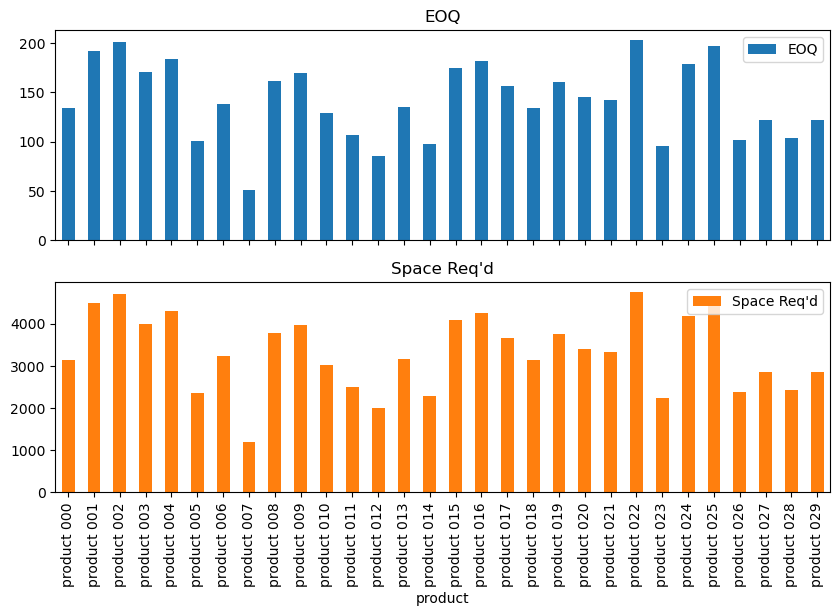 EOQ
200
150
100
50
0
EOQ
Space Req'd
4000
3000
2000
1000
0
Space Req'd
product 000
product 001
product 002
product 003
product 004
product 005
product 006
product 007
product 008
product 009
product 010
product 011
product 012
product 013
product 014
product 015
product 016
product 017
product 018
product 019
product 020
product 021
product 022
product 023
product 024
product 025
product 026
product 027
product 028
product 029
product